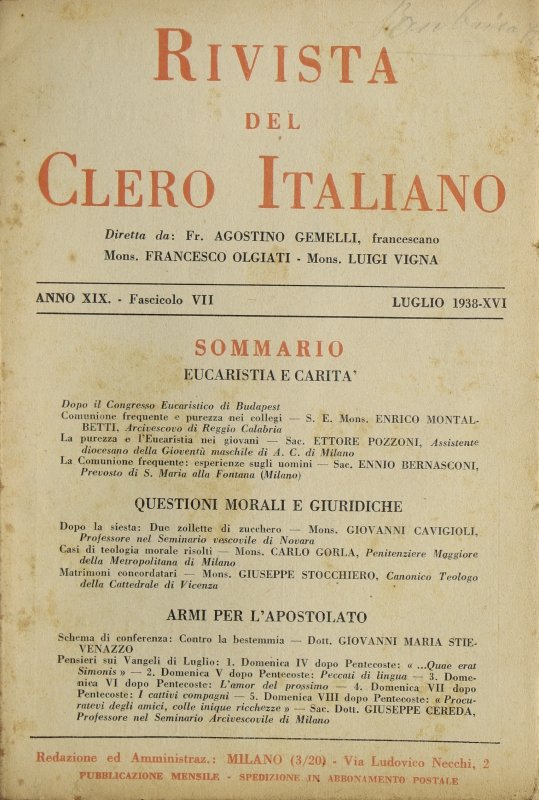 RIVISTA
DEL
CLERO ITALIANO
Diretta da: Fr. AGOSTINO GEMELLI, francescano
Mons. FRANCESCO OLGIATI - Mons. LUIGI VIGNA
ANNO XIX. - Fascicolo VII LUGLIO 1938-XVI
SOMMARIO
EUCARISTIA E CARITA'
Dopo il Congresso Eucaristico di Budapest
Comunione frequente e purezza nei collegi — S. E. Mons. ENRICO MONTAL-
BETTI, Arcivescovo di Reggio Calabria
La purezza e l'Eucaristia nei giovani — Sac. ETTORE POZZONI, Assistente
diocesano della Gioventù maschile di A. C. di Milano
La Comunione frequente: esperienze sugli uomini — Sac. ENNIO BERNASCONI,
Prevosto di S. Maria alla Fontana (Milano)
QUESTIONI MORALI E GIURIDICHE
Dopo la siesta: Due zollette di zucchero — Mons. GIOVANNI CAVIGIOLI,
Professore nel Seminario vescovile di Novara
Casi di teologia morale risolti — Mons. CARLO GORLA, Penitenziere Maggiore
della Metropolitana di Milano
Matrimoni concordatari — Mons. GIUSEPPE STOCCHIERO, Canonico Teologo
della Cattedrale di Vicenza
ARMI PER L'APOSTOLATO
Schema di conferenza: Contro la bestemmia — Dott. GIOVANNI MARIA STIE-
VENAZZO
Pensieri sui Vangeli di Luglio: 1. Domenica IV dopo Pentecoste: « ...Quae erat
Simonis » — 2. Domenica V dopo Pentecoste: Peccati di lingua — 3. Dome-
nica VI dopo Pentecoste: L'amor del prossimo — 4. Domenica VII dopo
Pentecoste: I cattivi compagni — 5. Domenica VIII dopo Pentecoste: « Procu-
ratevi degli amici, colle inique ricchezze » — Sac. Dott. GIUSEPPE CEREDA,
Professore nel Seminario Arcivescovile di Milano
Redazione ed Amministraz.: MILANO (3/20) - Via Ludovico Necchi, 2
PUBBLICAZIONE MENSILE - SPEDIZIONE IN ABBONAMENTO POSTALE